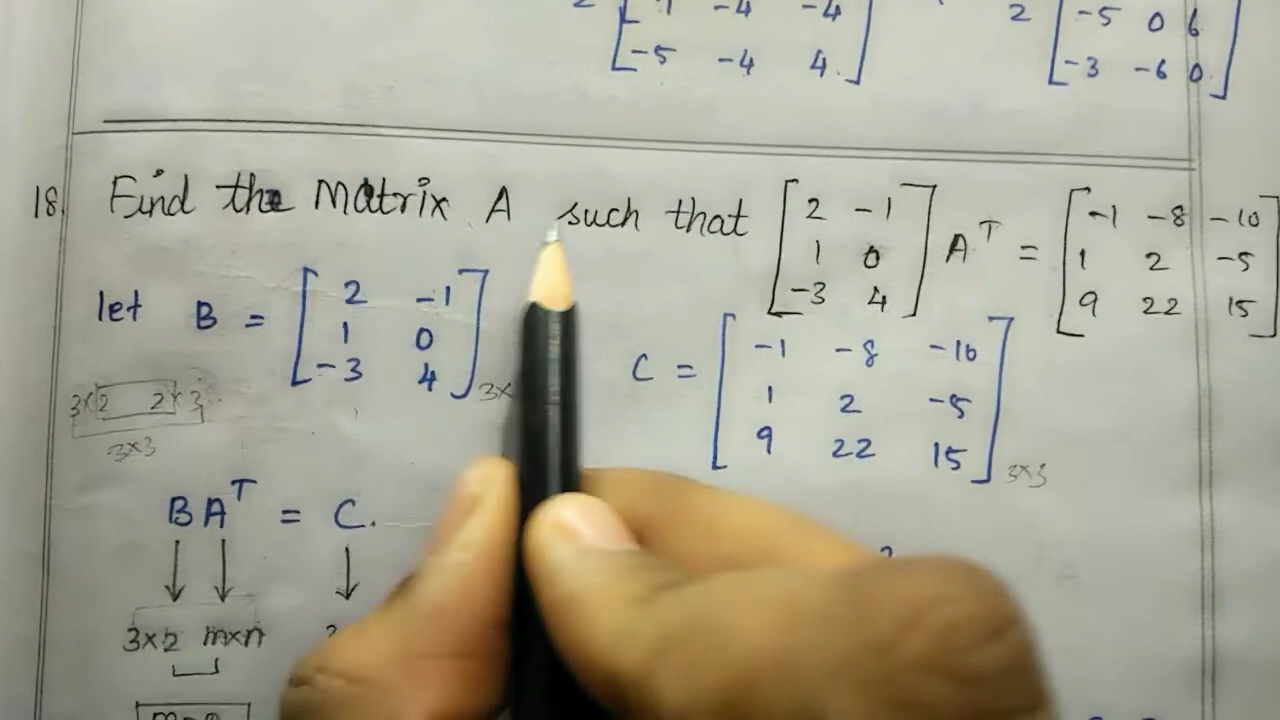 -4 -4
-5 -4 4
2 -5 0 6
-3 -6 0
18. Find the Matrix A such that [2 -1 1 0 -3 4] A^T = [-1 -8 -10 1 2 -5 9 22 15]
let B = [2 -1 1 0 -3 4] 3×
C = [-1 -8 -10 1 2 -5 9 22 15] 3×3
3×2 2×3
3×3
BA^T = C.
3×2 m×n